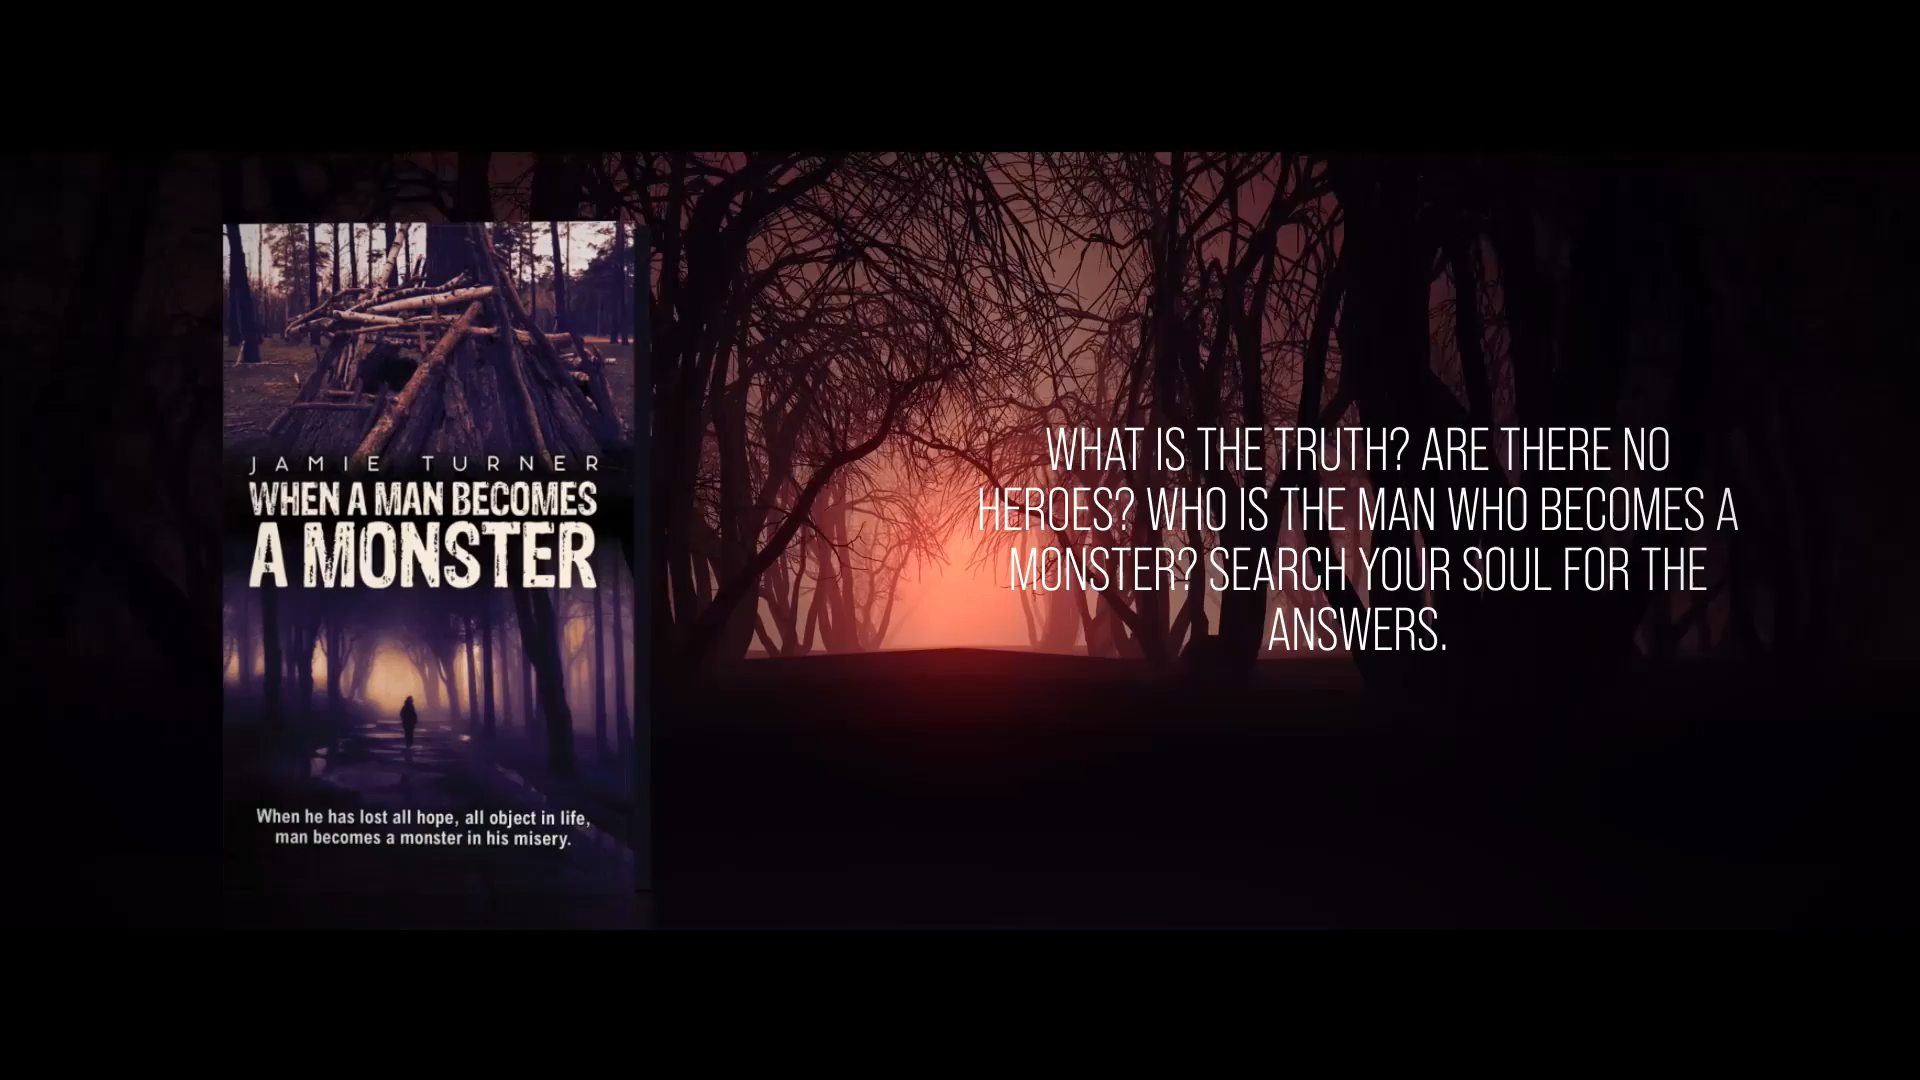 JAMIE TURNER
WHEN A MAN BECOMES
A MONSTER
When he has lost all hope, all object in life,
man becomes a monster in his misery.
WHAT IS THE TRUTH? ARE THERE NO
HEROES? WHO IS THE MAN WHO BECOMES A
MONSTER? SEARCH YOUR SOUL FOR THE
ANSWERS.